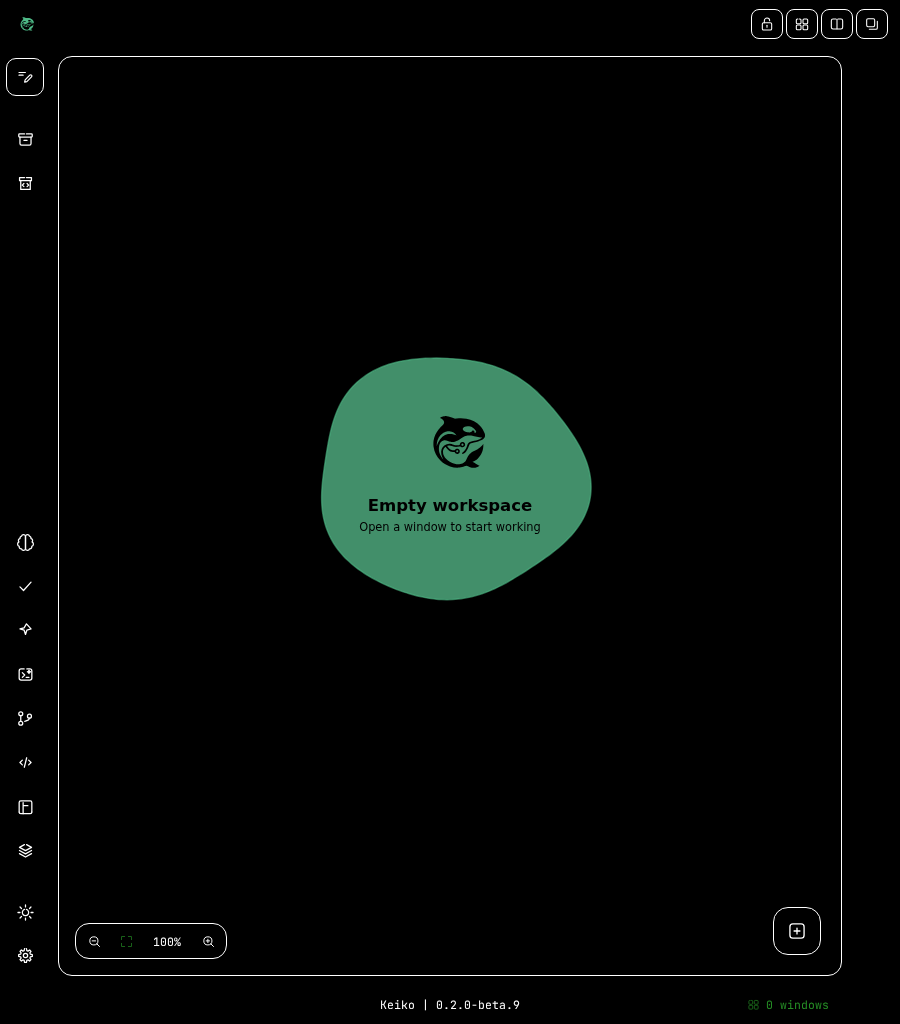 Empty workspace
Open a window to start working
100%
Keiko | 0.2.0-beta.9
0 windows